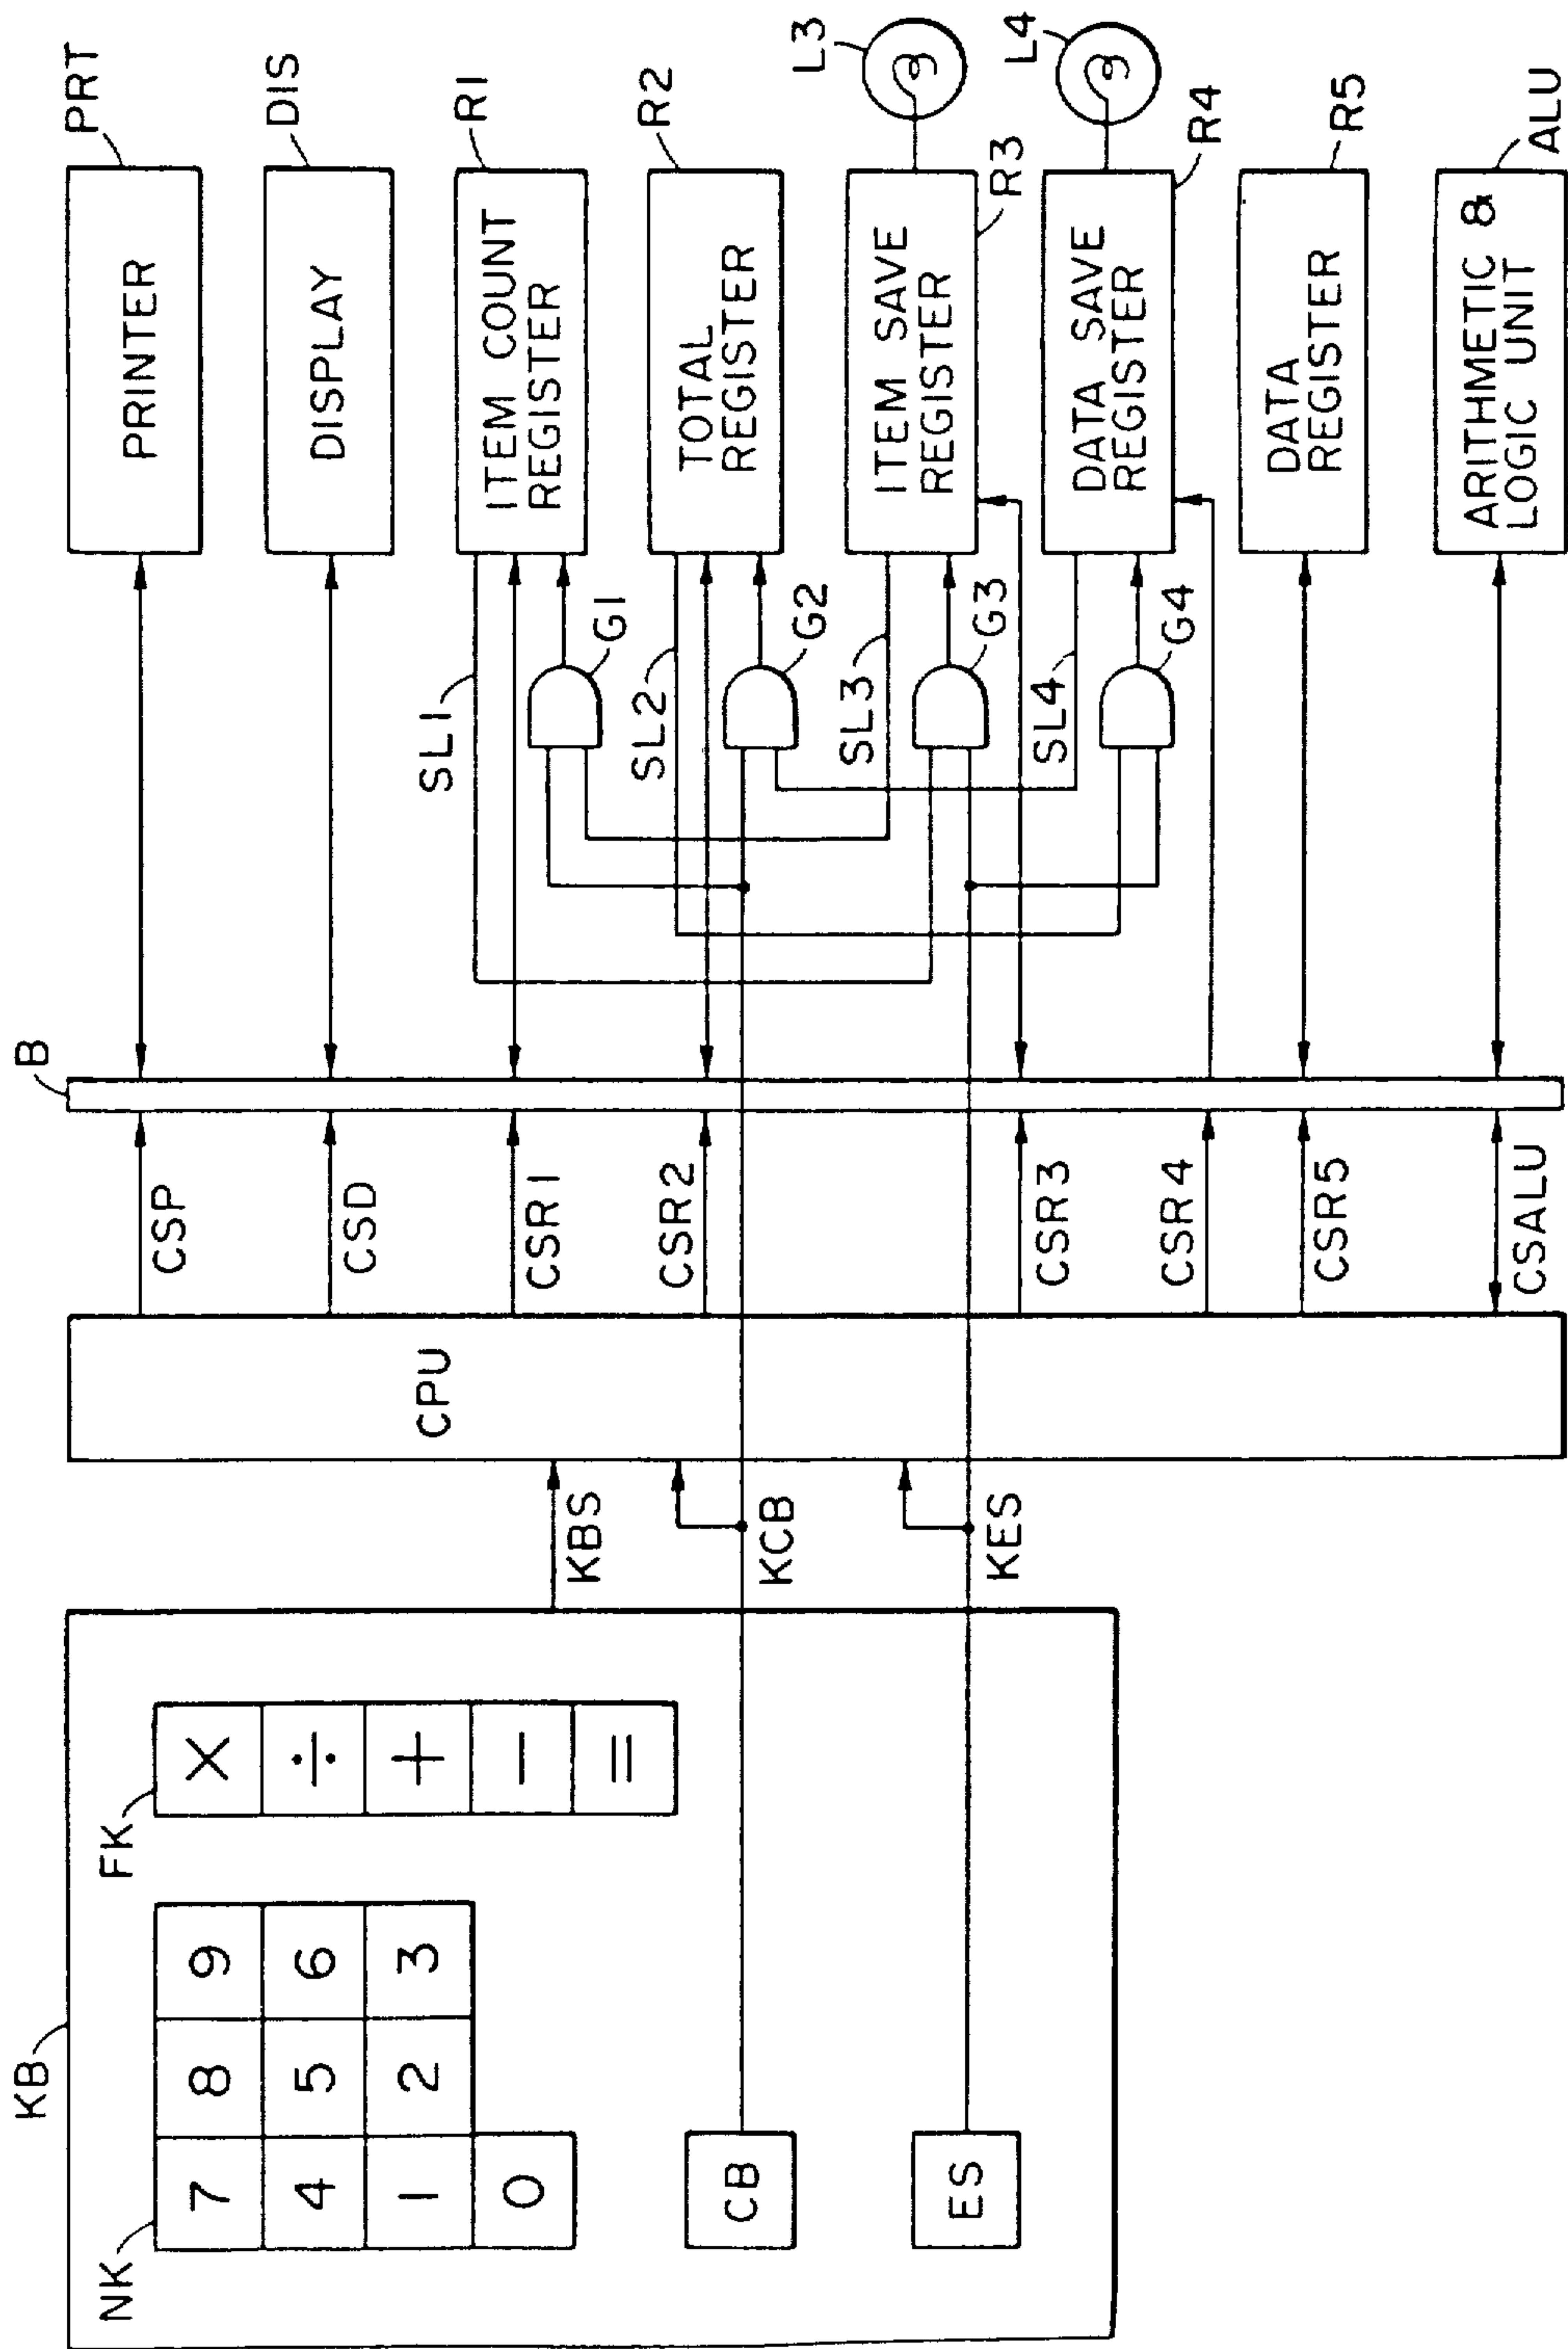 KB
NK
7 8 9
4 5 6
1 2 3
0
FK
×
÷
+
−
=
CB
ES
KBS
KCB
KES
CPU
CSP
CSD
CSR1
CSR2
CSR3
CSR4
CSR5
CSALU
B
SL1
SL2
SL3
SL4
G1
G2
G3
G4
PRINTER
PRT
DISPLAY
DIS
ITEM COUNT
REGISTER
R1
TOTAL
REGISTER
R2
ITEM SAVE
REGISTER
R3
L3
DATA SAVE
REGISTER
R4
L4
DATA
REGISTER
R5
ARITHMETIC &
LOGIC UNIT
ALU